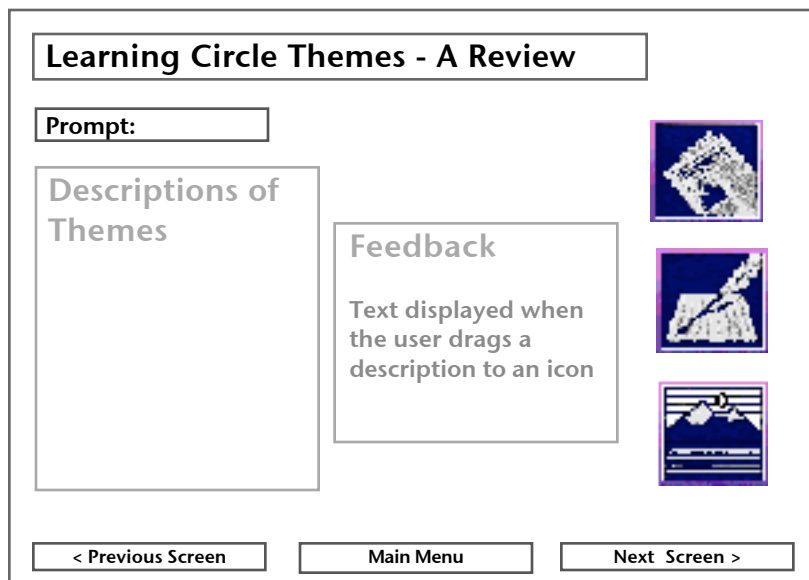 Learning Circle Themes - A Review
Prompt:
Descriptions of
Themes
Feedback
Text displayed when
the user drags a
description to an icon
< Previous Screen
Main Menu
Next Screen >